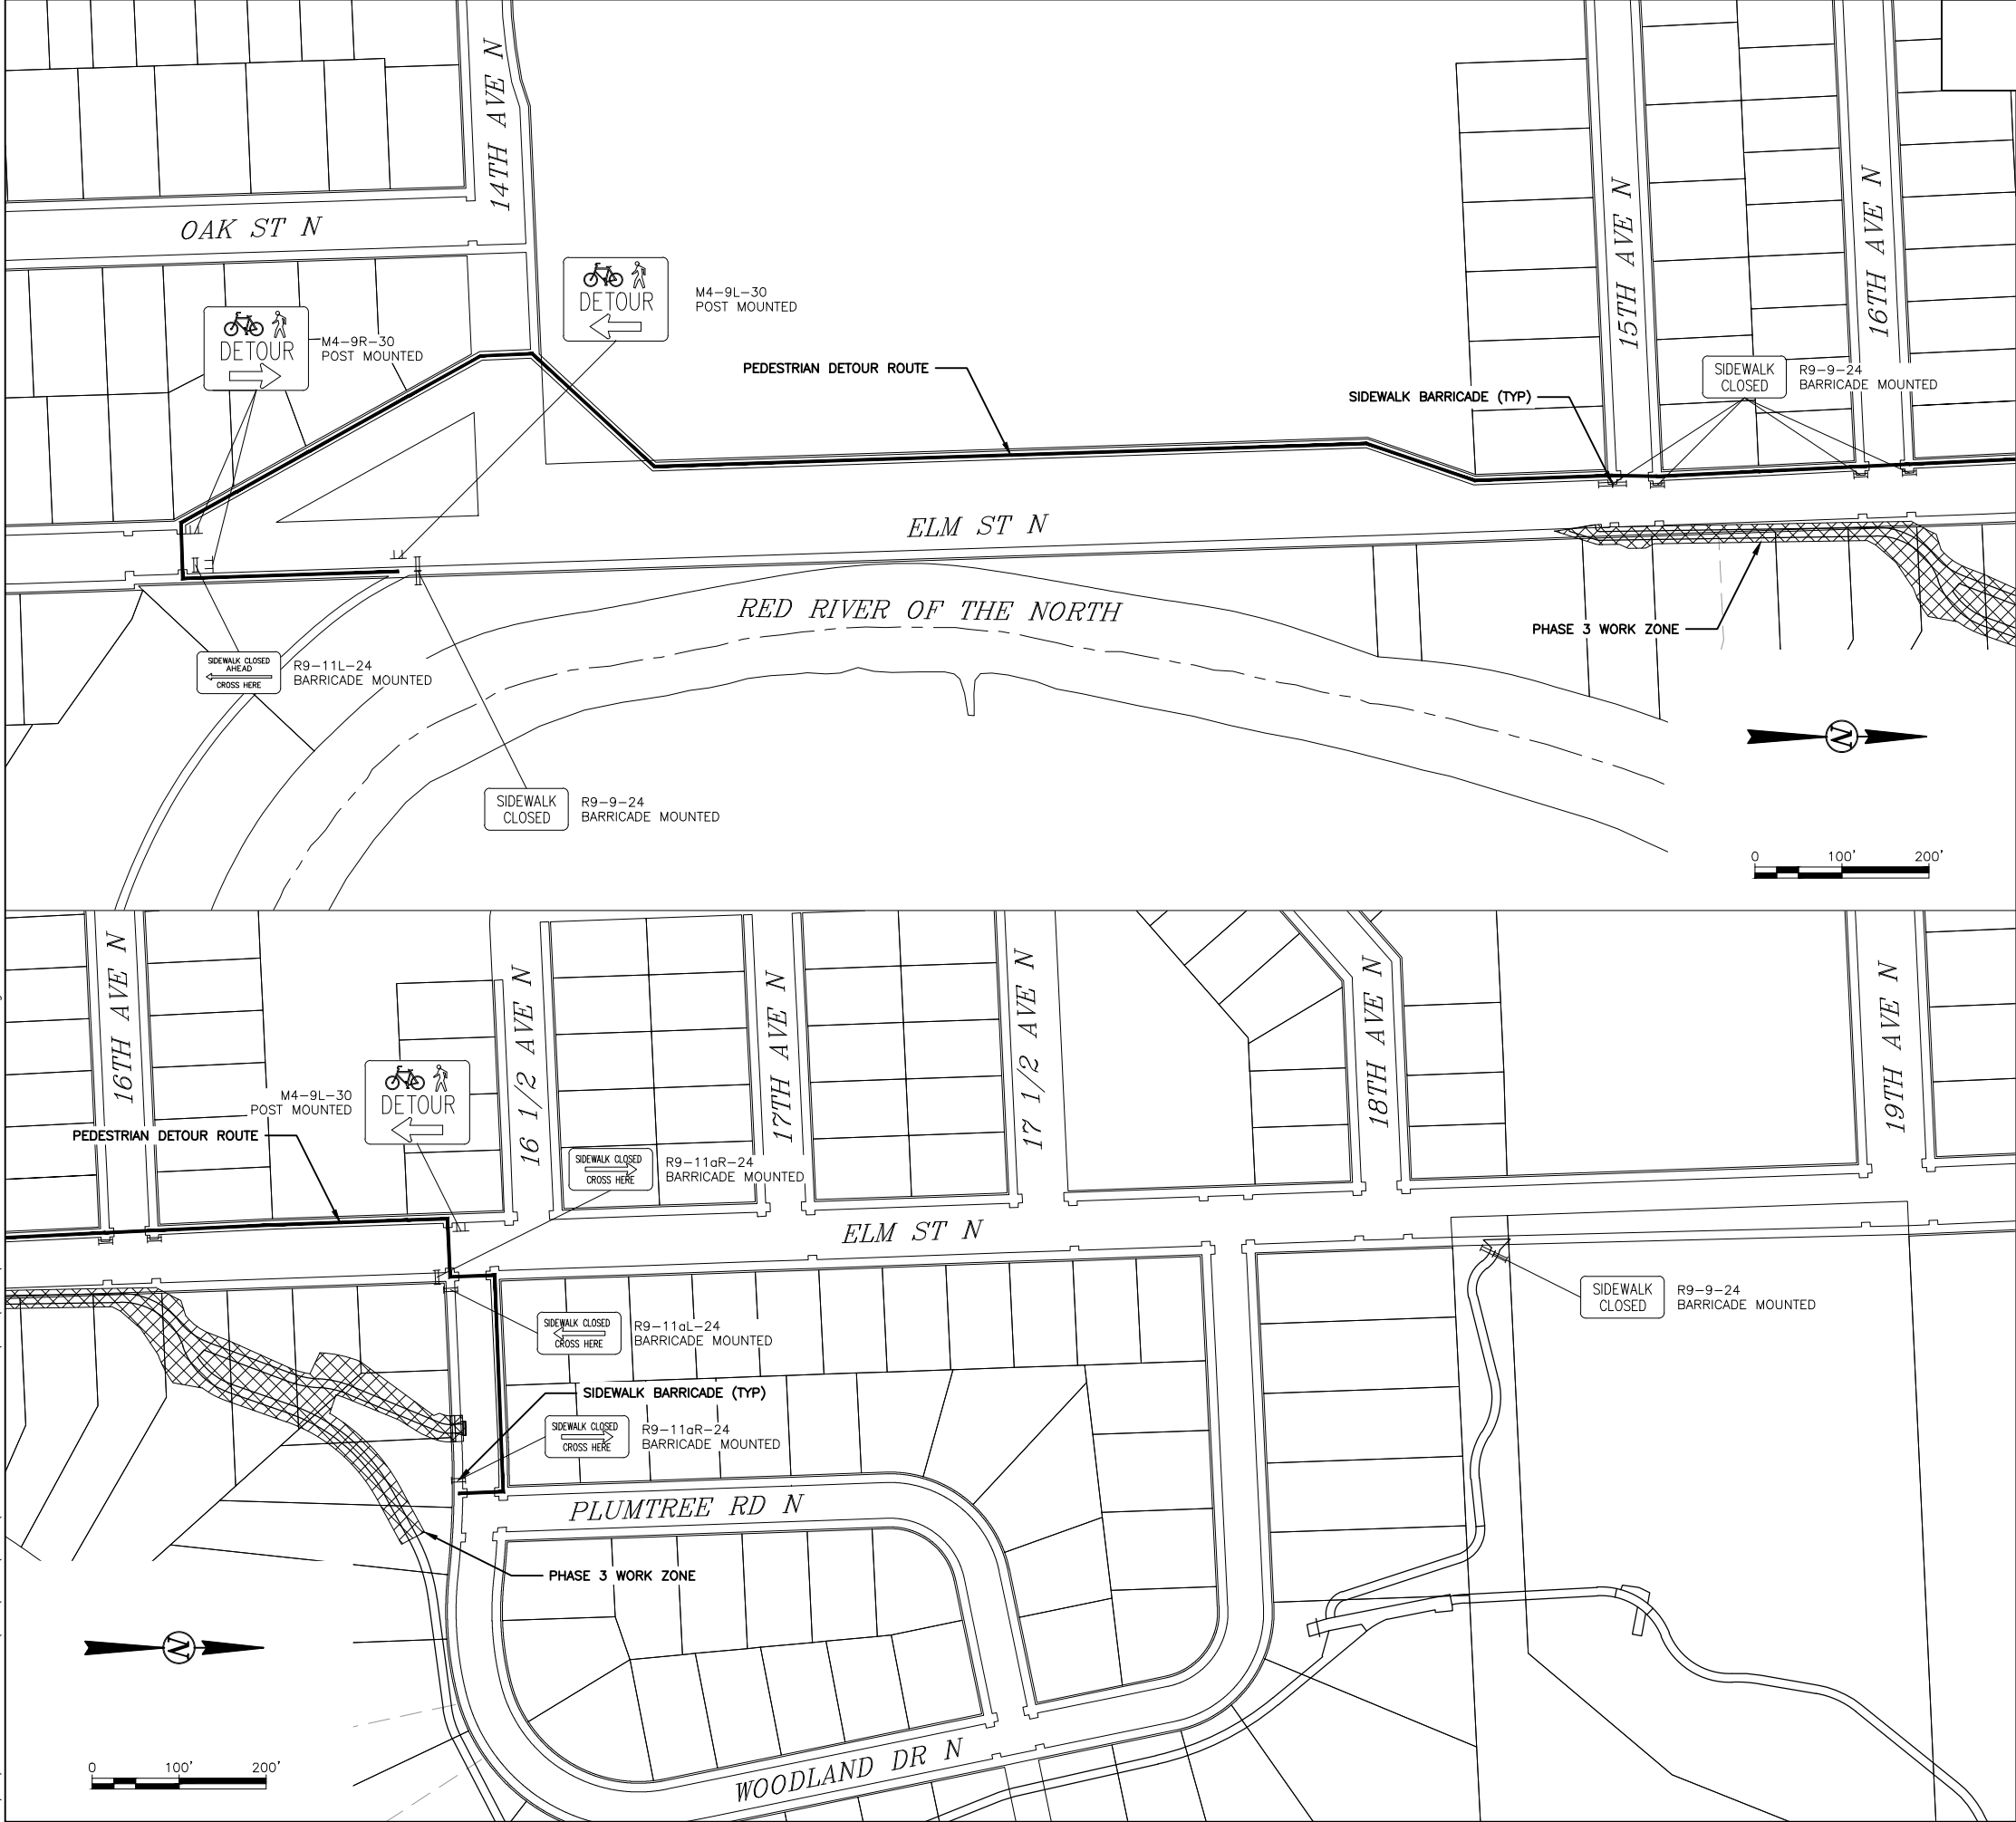 14TH AVE N
OAK ST N
DETOUR
M4-9R-30
POST MOUNTED
DETOUR
M4-9L-30
POST MOUNTED
PEDESTRIAN DETOUR ROUTE
SIDEWALK BARRICADE (TYP)
15TH AVE N
16TH AVE N
SIDEWALK
CLOSED
R9-9-24
BARRICADE MOUNTED
ELM ST N
RED RIVER OF THE NORTH
PHASE 3 WORK ZONE
SIDEWALK CLOSED
AHEAD
CROSS HERE
R9-11L-24
BARRICADE MOUNTED
SIDEWALK
CLOSED
R9-9-24
BARRICADE MOUNTED
N
0 100' 200'
16TH AVE N
16 1/2 AVE N
17TH AVE N
17 1/2 AVE N
18TH AVE N
19TH AVE N
M4-9L-30
POST MOUNTED
DETOUR
PEDESTRIAN DETOUR ROUTE
SIDEWALK CLOSED
CROSS HERE
R9-11aR-24
BARRICADE MOUNTED
ELM ST N
SIDEWALK
CLOSED
R9-9-24
BARRICADE MOUNTED
SIDEWALK CLOSED
CROSS HERE
R9-11aL-24
BARRICADE MOUNTED
SIDEWALK BARRICADE (TYP)
SIDEWALK CLOSED
CROSS HERE
R9-11aR-24
BARRICADE MOUNTED
PLUMTREE RD N
PHASE 3 WORK ZONE
N
0 100' 200'
WOODLAND DR N